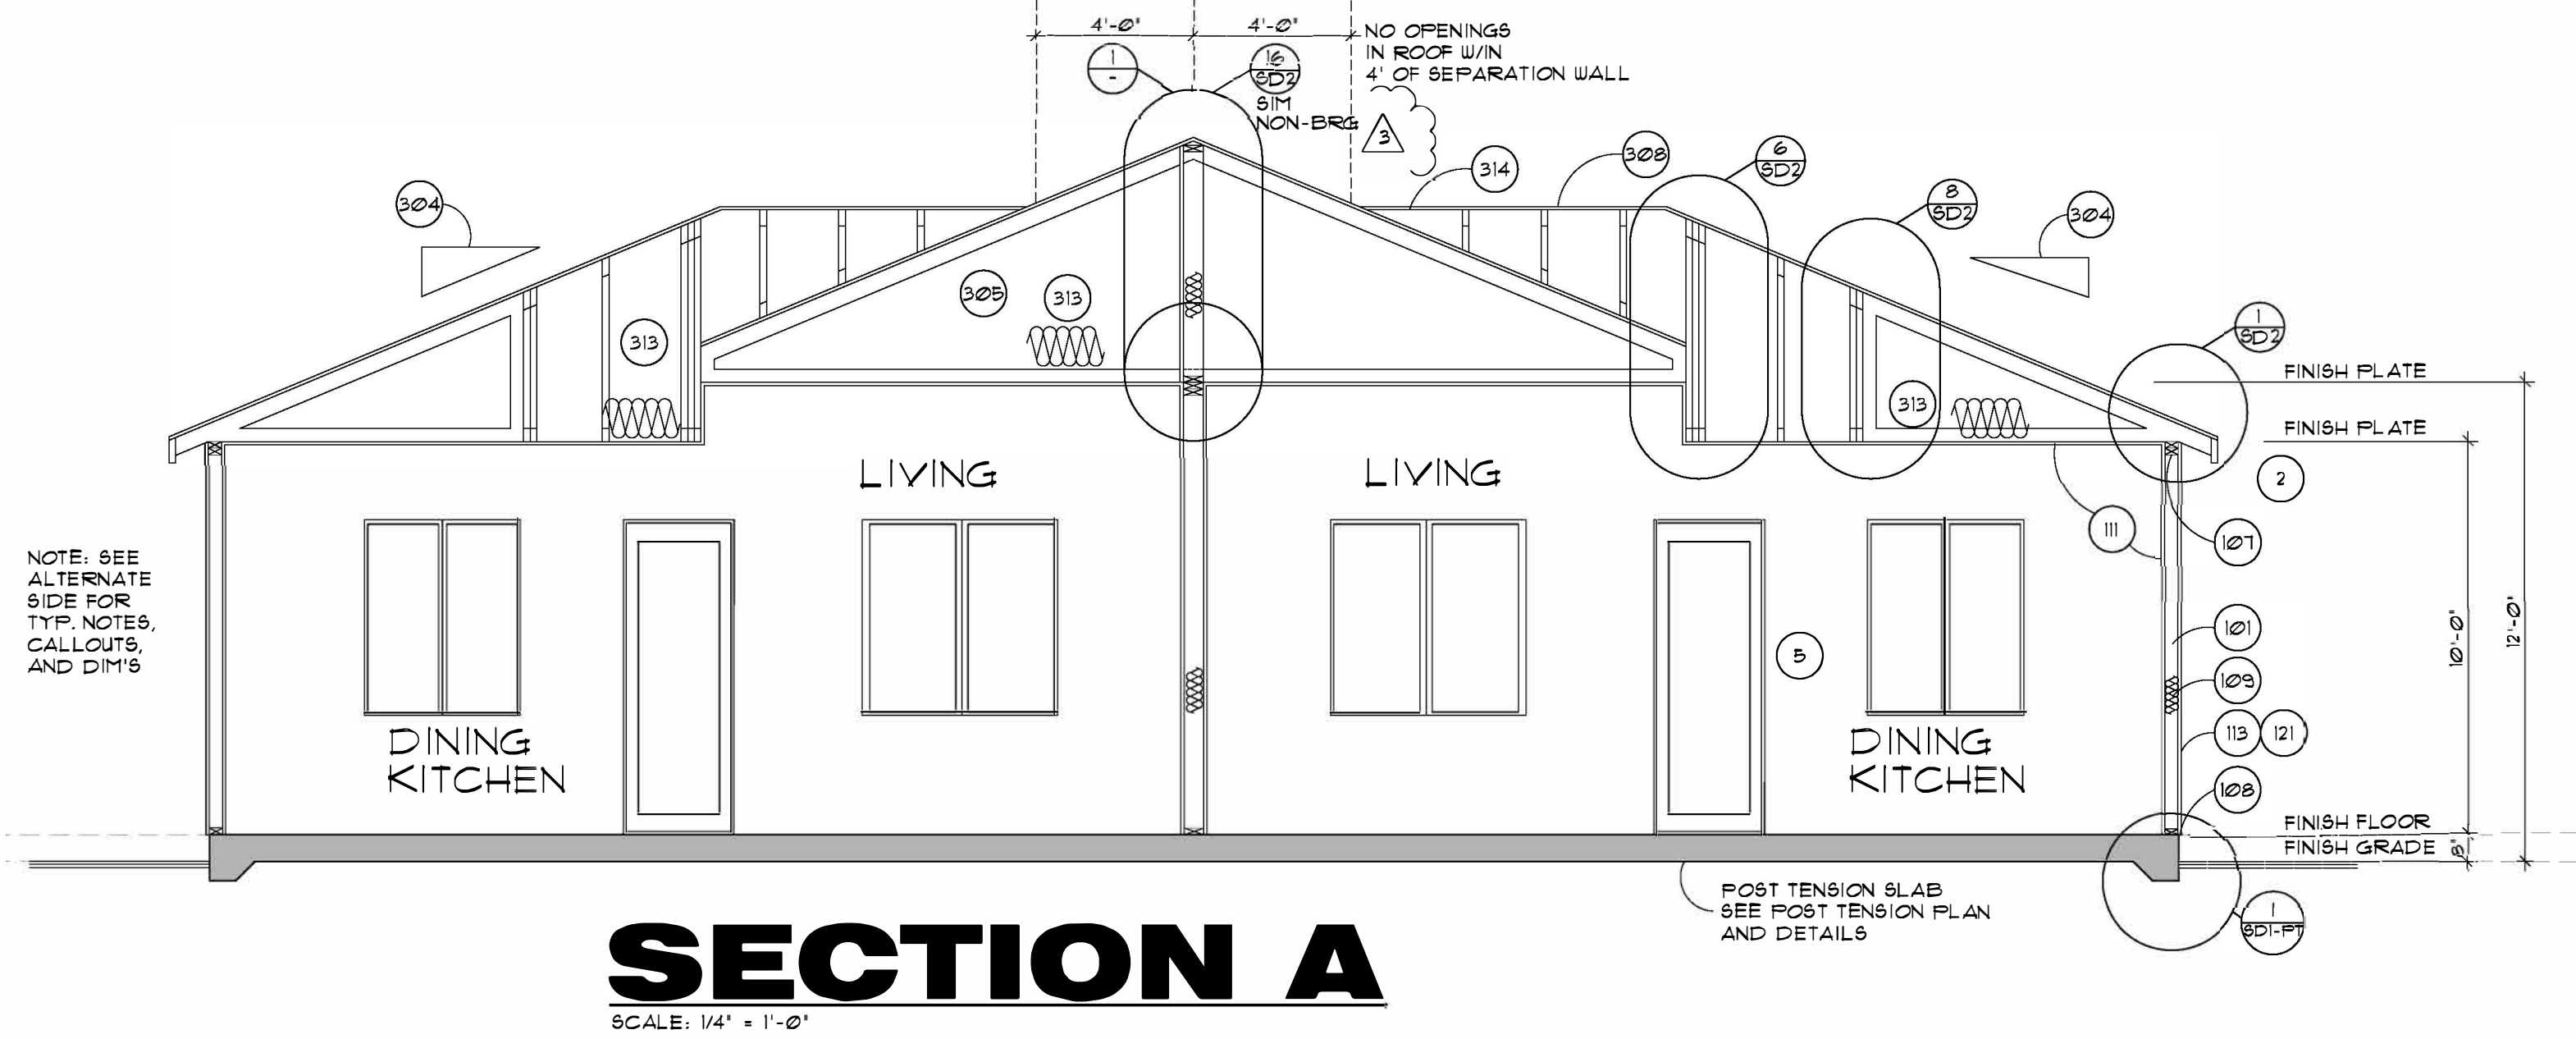 4'-0"
4'-0"
NO OPENINGS
IN ROOF W/IN
4' OF SEPARATION WALL
1
-
16
SD2
SIM
NON-BRG
3
314
308
6
SD2
8
SD2
304
304
305
313
313
313
1
SD2
FINISH PLATE
FINISH PLATE
2
LIVING
LIVING
111
107
NOTE: SEE
ALTERNATE
SIDE FOR
TYP. NOTES,
CALLOUTS,
AND DIM'S
5
101
109
113
121
108
10'-0"
12'-0"
DINING
KITCHEN
DINING
KITCHEN
FINISH FLOOR
FINISH GRADE
8"
POST TENSION SLAB
SEE POST TENSION PLAN
AND DETAILS
1
SD1-PT
SECTION A
SCALE: 1/4" = 1'-0"